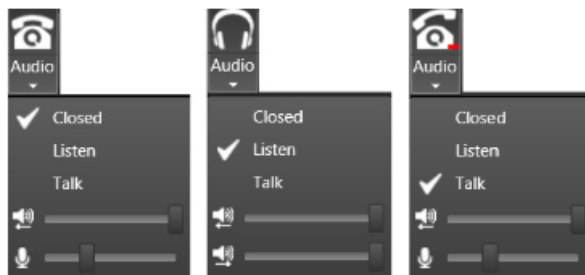 Audio
Closed
Listen
Talk
Audio
Closed
Listen
Talk
Audio
Closed
Listen
Talk